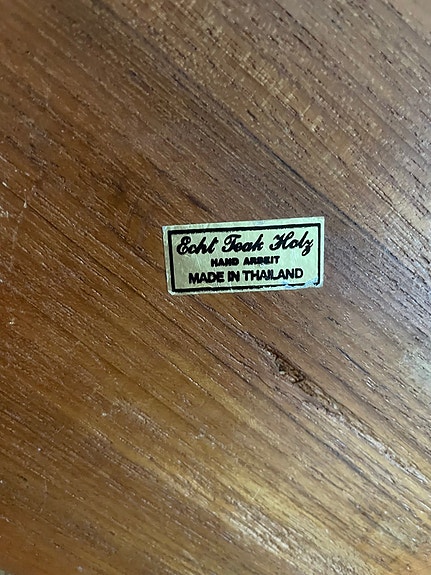 Echt Teak Holz
HAND ARBEIT
MADE IN THAILAND